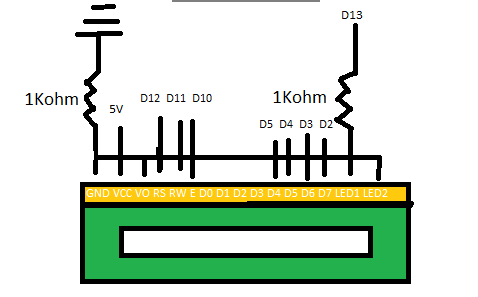 D13
1Kohm
1Kohm
5V
D12 D11 D10
D5 D4 D3 D2
GND VCC VO RS RW E D0 D1 D2 D3 D4 D5 D6 D7 LED1 LED2